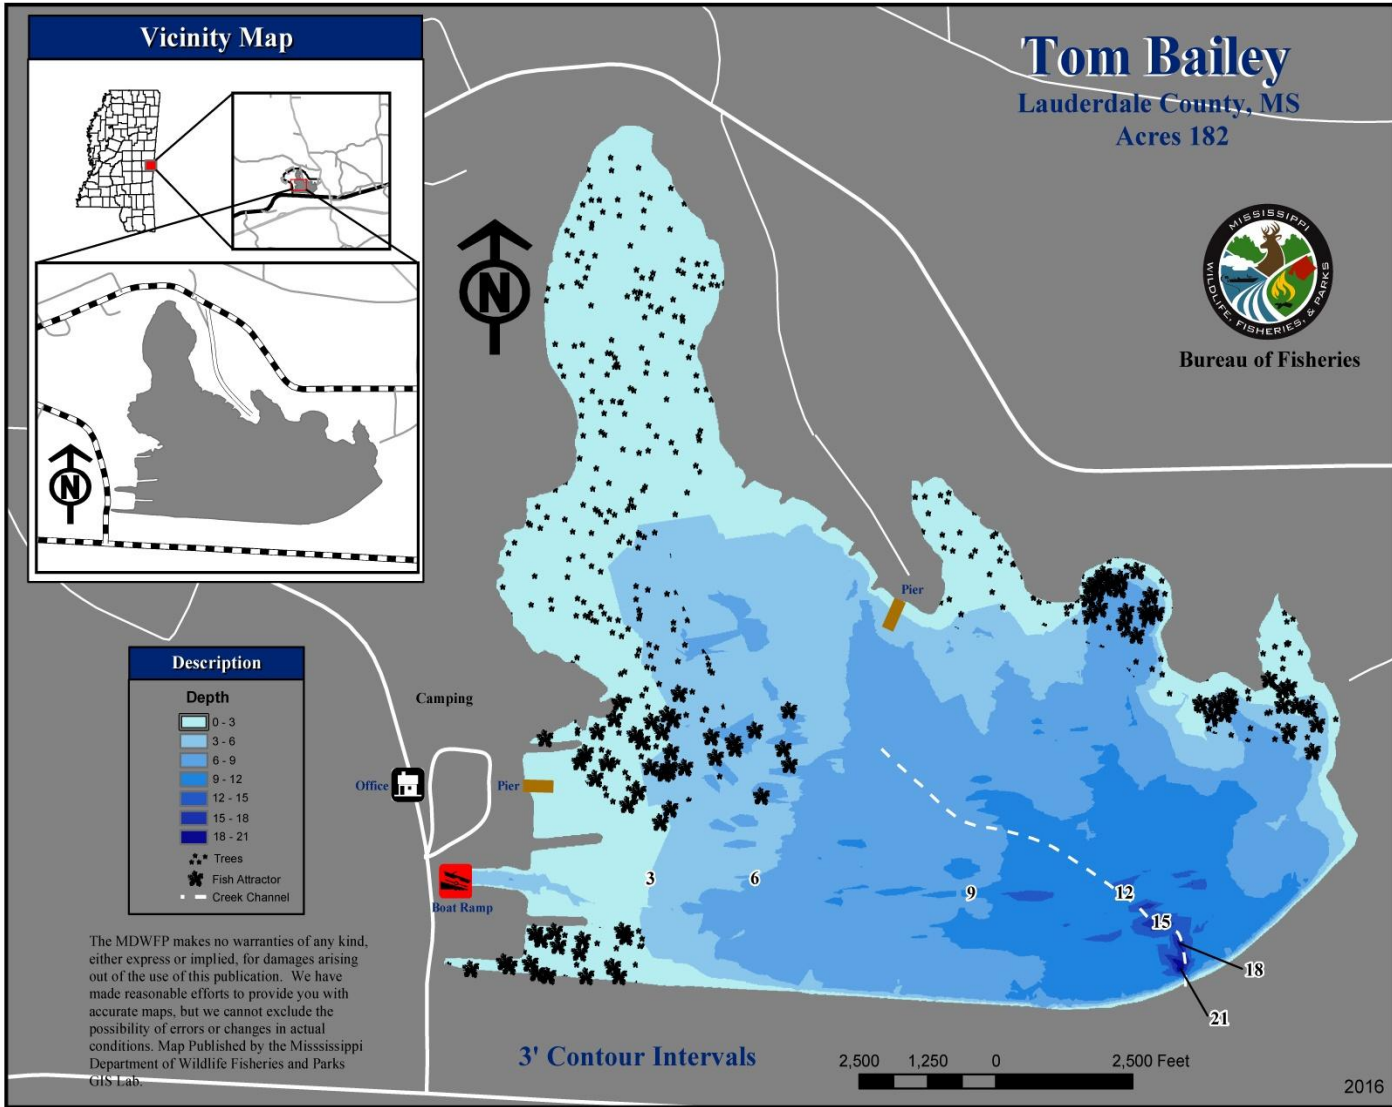 Vicinity Map
N
Tom Bailey
Lauderdale County, MS
Acres 182
N
MISSISSIPPI
WILDLIFE, FISHERIES, & PARKS
Bureau of Fisheries
Pier
Camping
Office
Pier
Boat Ramp
3
6
9
12
15
18
21
Description
Depth
0 - 3
3 - 6
6 - 9
9 - 12
12 - 15
15 - 18
18 - 21
Trees
Fish Attractor
Creek Channel
The MDWFP makes no warranties of any kind,
either express or implied, for damages arising
out of the use of this publication. We have
made reasonable efforts to provide you with
accurate maps, but we cannot exclude the
possibility of errors or changes in actual
conditions. Map Published by the Mississippi
Department of Wildlife Fisheries and Parks
GIS Lab.
3' Contour Intervals
2,500 1,250 0 2,500 Feet
2016